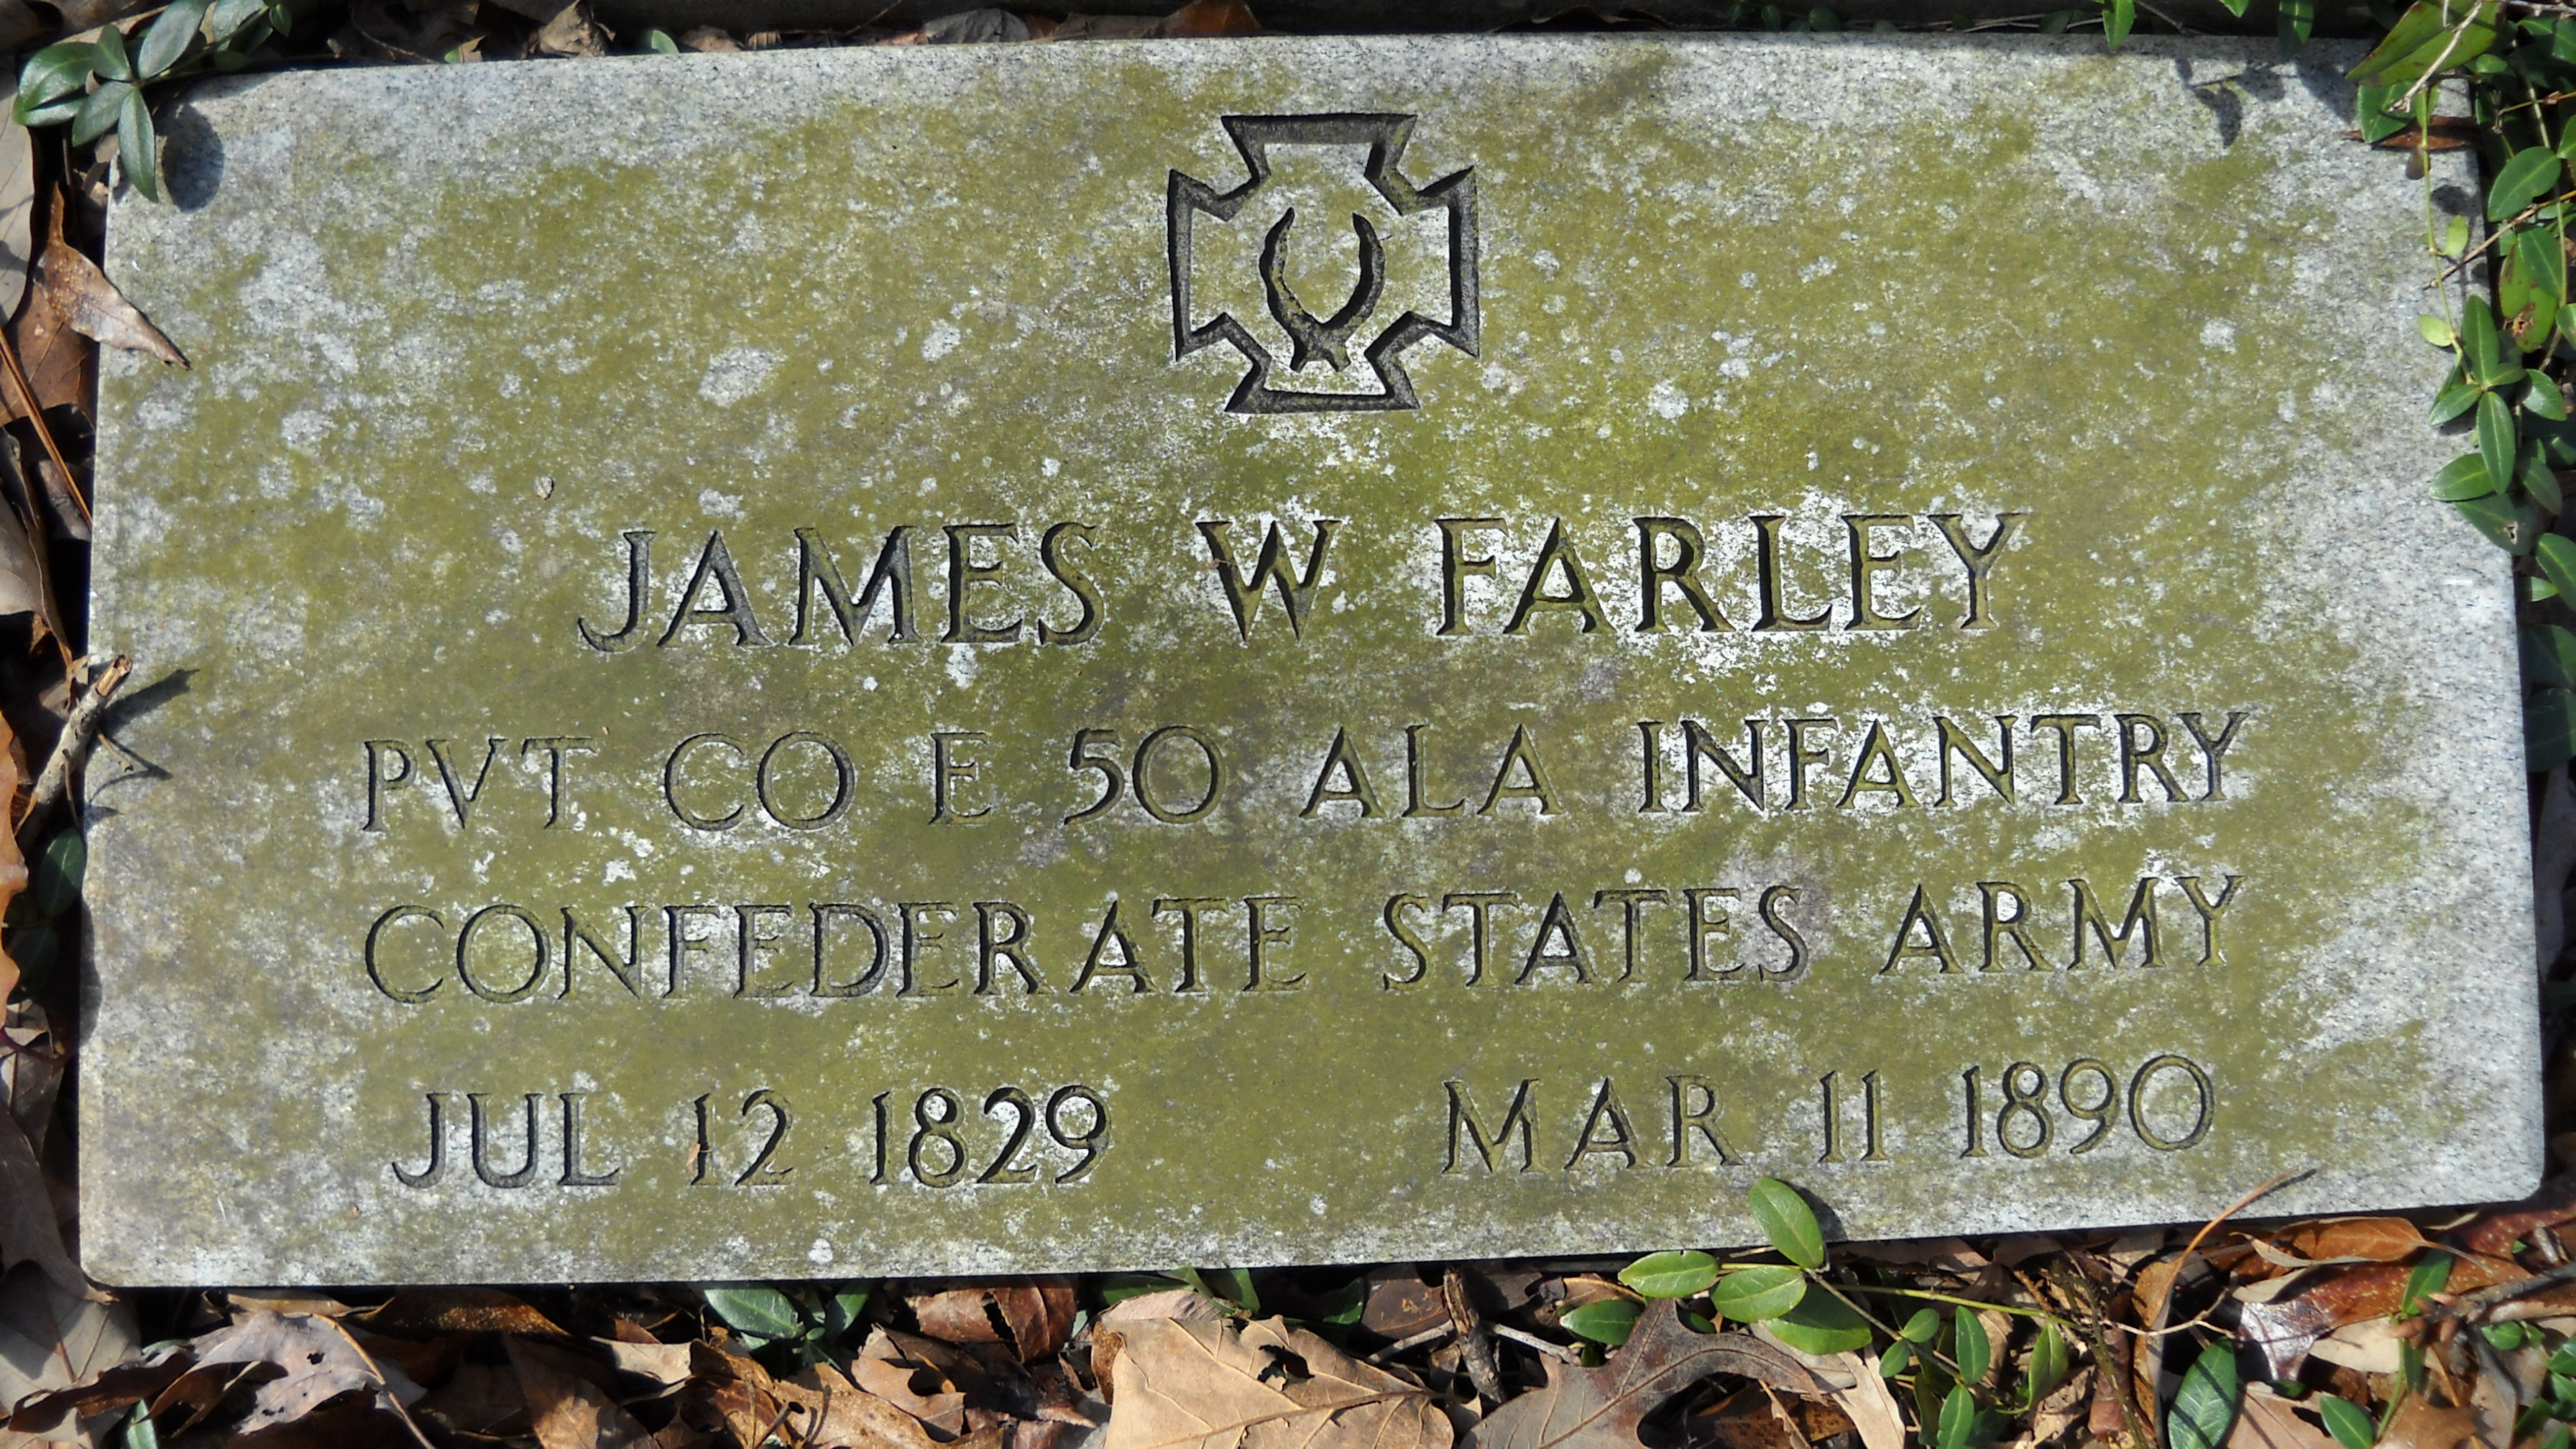 JAMES W FARLEY
PVT CO E 50 ALA INFANTRY
CONFEDERATE STATES ARMY
JUL 12 1829 MAR 11 1890